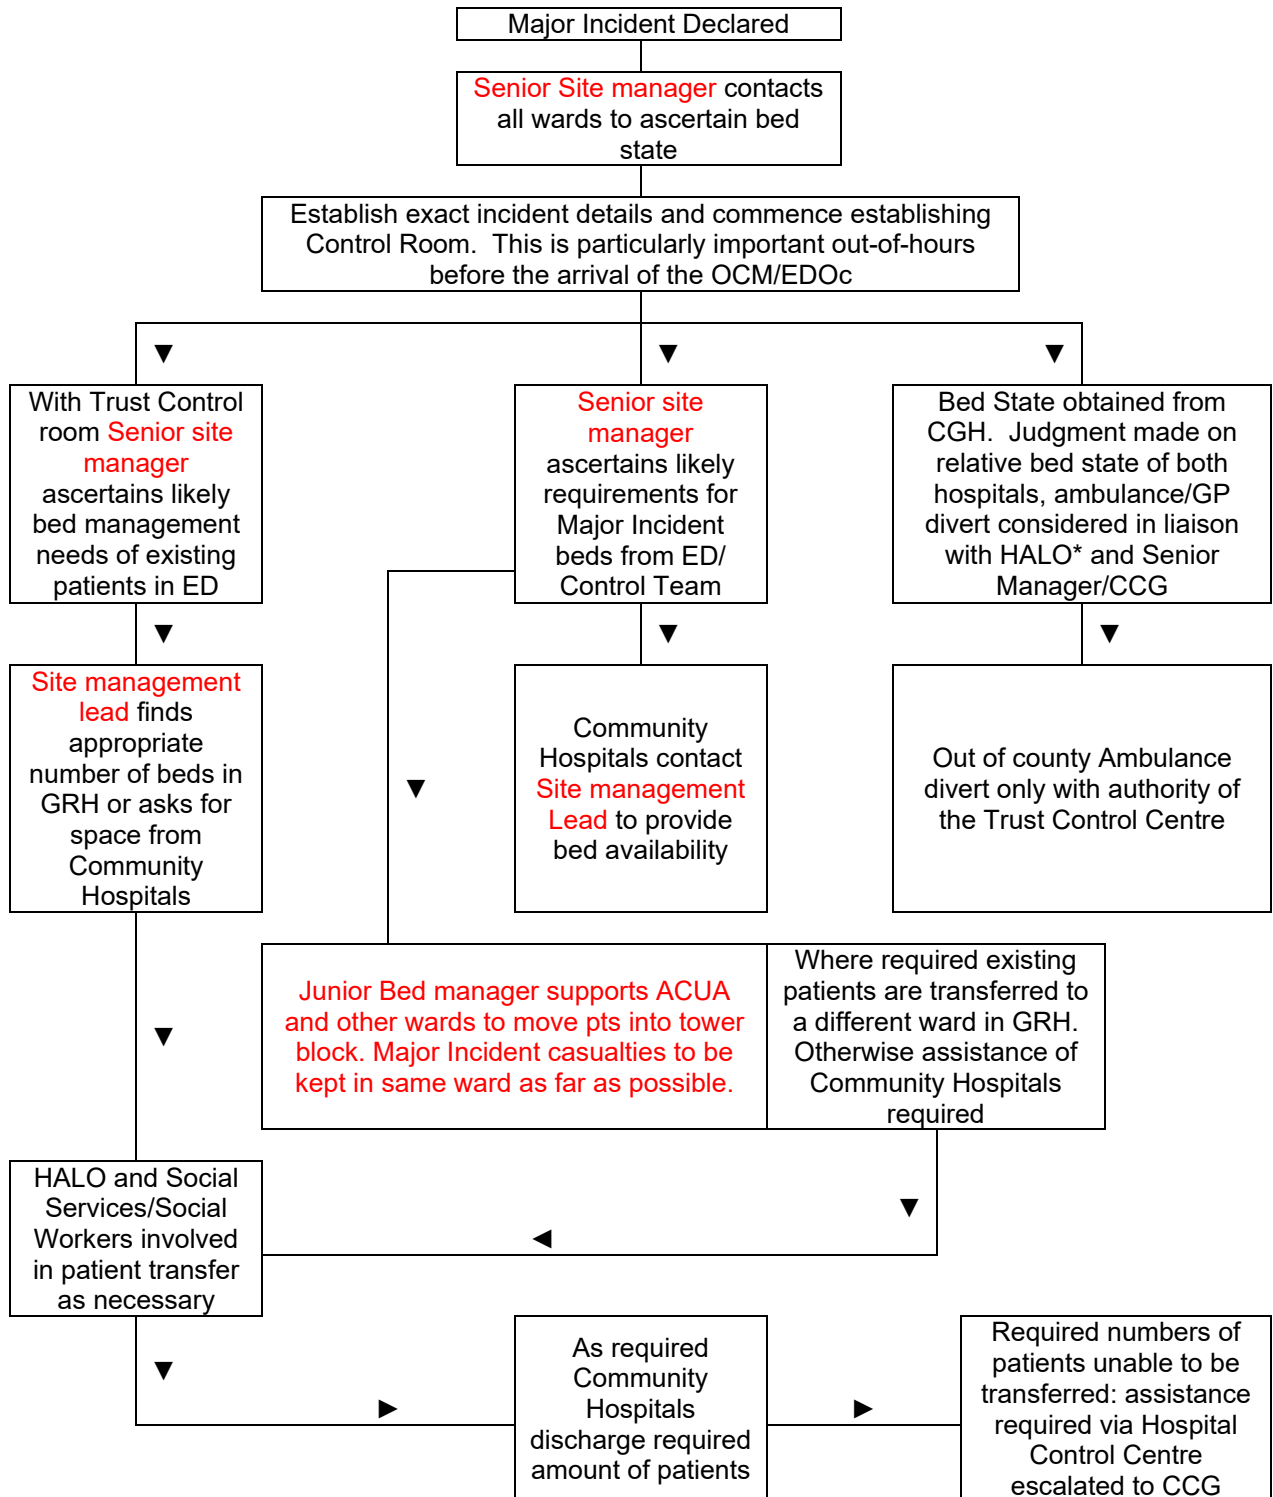 Major Incident Declared
Senior Site manager contacts
all wards to ascertain bed
state
Establish exact incident details and commence establishing
Control Room.  This is particularly important out-of-hours
before the arrival of the OCM/EDOc
With Trust Control
room Senior site
manager
ascertains likely
bed management
needs of existing
patients in ED
Senior site
manager
ascertains likely
requirements for
Major Incident
beds from ED/
Control Team
Bed State obtained from
CGH.  Judgment made on
relative bed state of both
hospitals, ambulance/GP
divert considered in liaison
with HALO* and Senior
Manager/CCG
Site management
lead finds
appropriate
number of beds in
GRH or asks for
space from
Community
Hospitals
Community
Hospitals contact
Site management
Lead to provide
bed availability
Out of county Ambulance
divert only with authority of
the Trust Control Centre
Junior Bed manager supports ACUA
and other wards to move pts into tower
block. Major Incident casualties to be
kept in same ward as far as possible.
Where required existing
patients are transferred to
a different ward in GRH.
Otherwise assistance of
Community Hospitals
required
HALO and Social
Services/Social
Workers involved
in patient transfer
as necessary
As required
Community
Hospitals
discharge required
amount of patients
Required numbers of
patients unable to be
transferred: assistance
required via Hospital
Control Centre
escalated to CCG